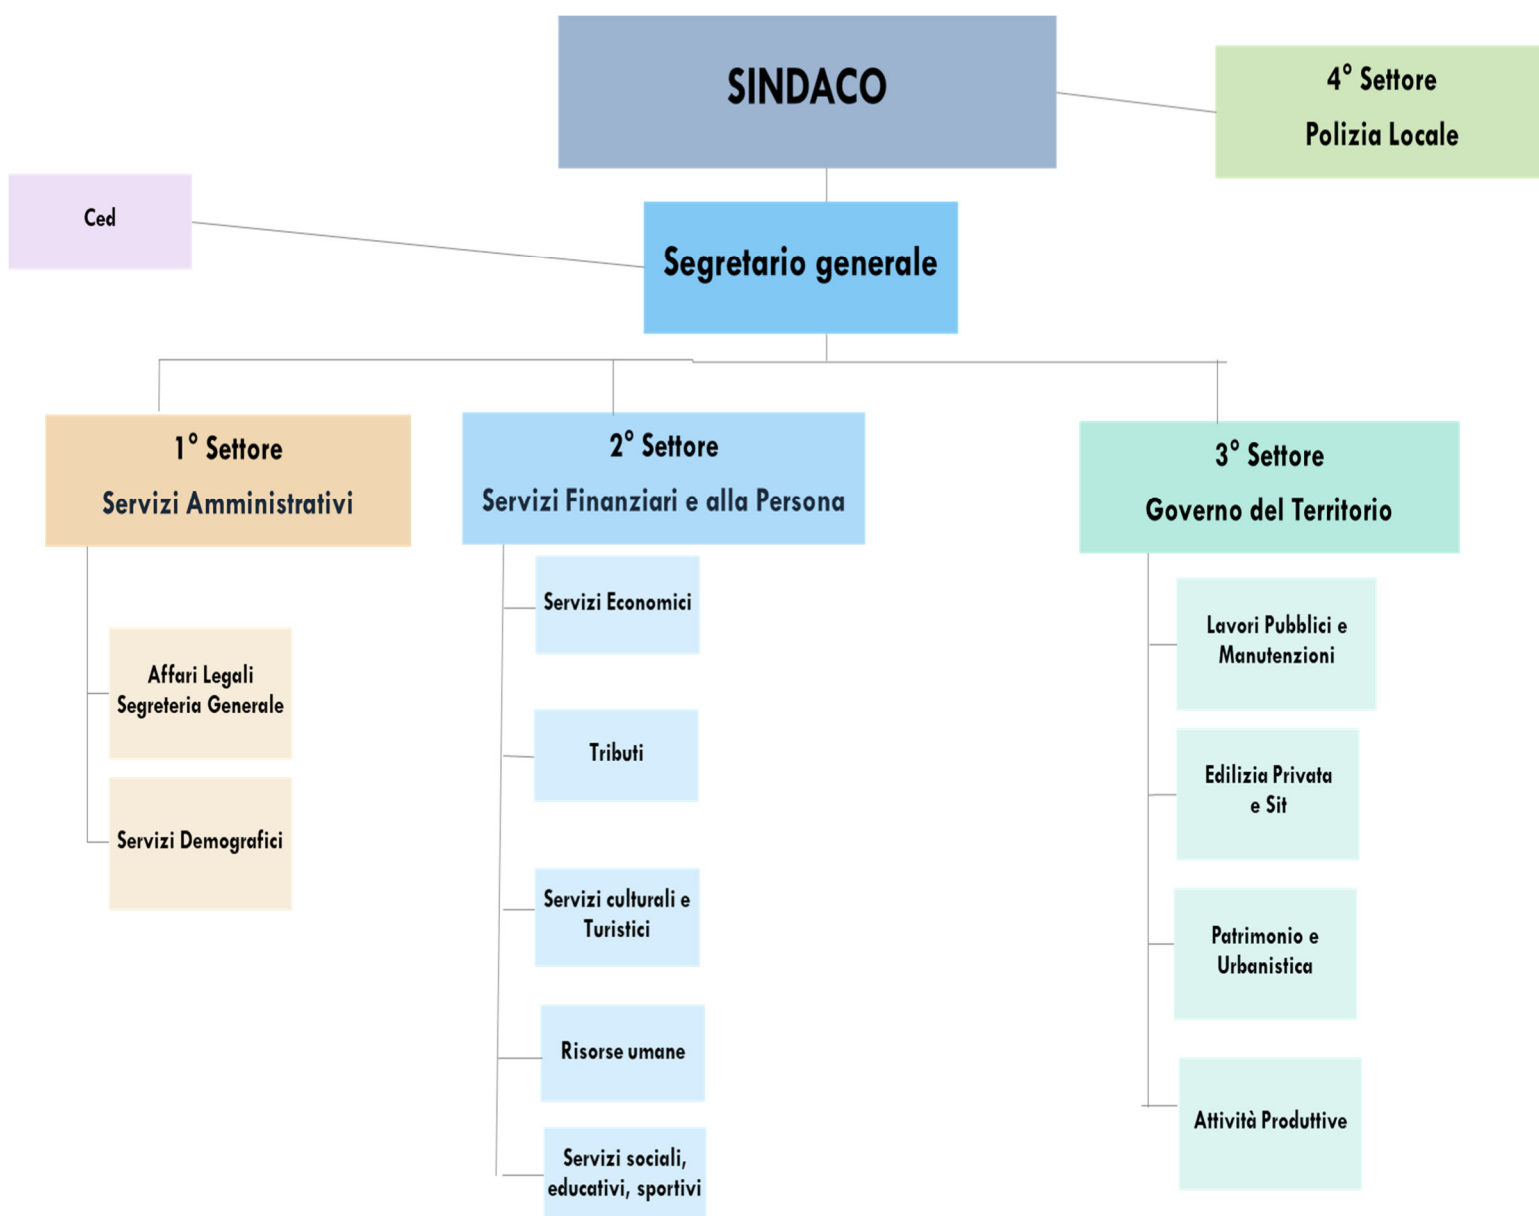 SINDACO
4° Settore
Polizia Locale
Ced
Segretario generale
1° Settore
Servizi Amministrativi
Affari Legali
Segreteria Generale
Servizi Demografici
2° Settore
Servizi Finanziari e alla Persona
Servizi Economici
Tributi
Servizi culturali e
Turistici
Risorse umane
Servizi sociali,
educativi, sportivi
3° Settore
Governo del Territorio
Lavori Pubblici e
Manutenzioni
Edilizia Privata
e Sit
Patrimonio e
Urbanistica
Attività Produttive